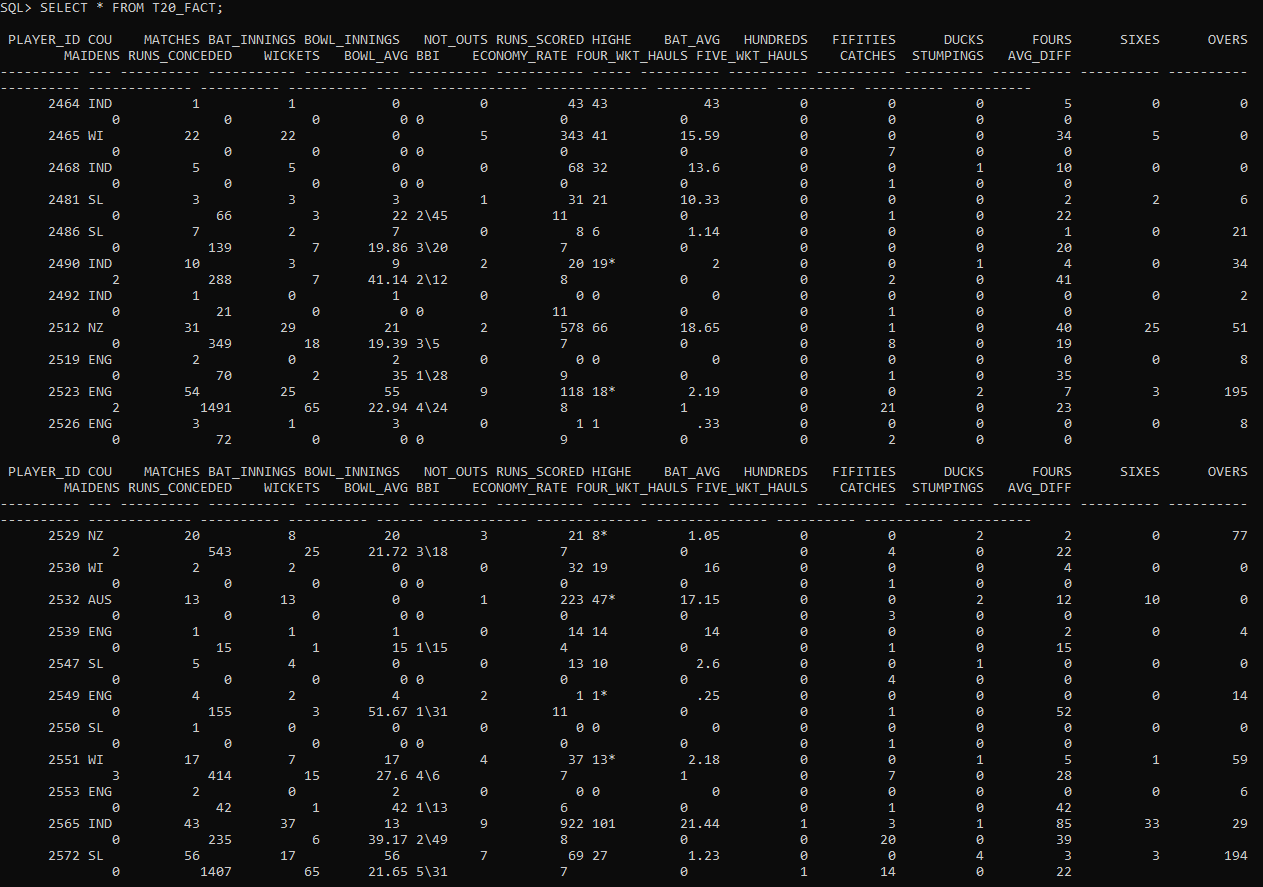 SQL> SELECT * FROM T20_FACT;
PLAYER_ID COU MATCHES BAT_INNINGS BOWL_INNINGS NOT_OUTS RUNS_SCORED HIGHE BAT_AVG HUNDREDS FIFITIES DUCKS FOURS SIXES OVERS
MAIDENS RUNS_CONCEDED WICKETS BOWL_AVG BBI ECONOMY_RATE FOUR_WKT_HAULS FIVE_WKT_HAULS CATCHES STUMPINGS AVG_DIFF
---------- --- ---------- ----------- ------------ ---------- ----------- ----- ---------- ---------- ---------- ---------- ---------- ---------- ----------
---------- ------------- ---------- ---------- ----- ------------ -------------- -------------- ---------- ---------- ----------
2464 IND 1 1 0 0 43 43 43 0 0 0 5 0 0
0 0 0 0 0 0 0 0 0 0
2465 WI 22 22 0 5 343 41 15.59 0 0 0 34 5 0
0 0 0 0 0 0 0 0 7 0 0
2468 IND 5 5 0 0 68 32 13.6 0 0 1 10 0 0
0 0 0 0 0 0 0 0 1 0 0
2481 SL 3 3 3 1 31 21 10.33 0 0 0 2 2 6
0 66 3 22 2\45 11 0 0 1 0 22
2486 SL 7 2 7 0 8 6 1.14 0 0 0 1 0 21
0 139 7 19.86 3\20 7 0 0 0 0 20
2490 IND 10 3 9 2 20 19* 2 0 0 1 4 0 34
2 288 7 41.14 2\12 8 0 0 2 0 41
2492 IND 1 0 1 0 0 0 0 0 0 0 0 0 2
0 21 0 0 0 11 0 0 1 0 0
2512 NZ 31 29 21 2 578 66 18.65 0 1 0 40 25 51
0 349 18 19.39 3\5 7 0 0 8 0 19
2519 ENG 2 0 2 0 0 0 0 0 0 0 0 0 8
0 70 2 35 1\28 9 0 0 1 0 35
2523 ENG 54 25 55 9 118 18* 2.19 0 0 2 7 3 195
2 1491 65 22.94 4\24 8 1 0 21 0 23
2526 ENG 3 1 3 0 1 1 .33 0 0 0 0 0 8
0 72 0 0 0 9 0 0 2 0 0
PLAYER_ID COU MATCHES BAT_INNINGS BOWL_INNINGS NOT_OUTS RUNS_SCORED HIGHE BAT_AVG HUNDREDS FIFITIES DUCKS FOURS SIXES OVERS
MAIDENS RUNS_CONCEDED WICKETS BOWL_AVG BBI ECONOMY_RATE FOUR_WKT_HAULS FIVE_WKT_HAULS CATCHES STUMPINGS AVG_DIFF
---------- --- ---------- ----------- ------------ ---------- ----------- ----- ---------- ---------- ---------- ---------- ---------- ---------- ----------
---------- ------------- ---------- ---------- ----- ------------ -------------- -------------- ---------- ---------- ----------
2529 NZ 20 8 20 3 21 8* 1.05 0 0 2 2 0 77
2 543 25 21.72 3\18 7 0 0 4 0 22
2530 WI 2 2 0 0 32 19 16 0 0 0 4 0 0
0 0 0 0 0 0 0 0 1 0 0
2532 AUS 13 13 0 1 223 47* 17.15 0 0 2 12 10 0
0 0 0 0 0 0 0 0 3 0 0
2539 ENG 1 1 1 0 14 14 14 0 0 0 2 0 4
0 15 1 15 1\15 4 0 0 1 0 15
2547 SL 5 4 0 0 13 10 2.6 0 0 1 0 0 0
0 0 0 0 0 0 0 0 4 0 0
2549 ENG 4 2 4 2 1 1* .25 0 0 0 0 0 14
0 155 3 51.67 1\31 11 0 0 1 0 52
2550 SL 1 0 0 0 0 0 0 0 0 0 0 0 0
0 0 0 0 0 0 0 0 1 0 0
2551 WI 17 7 17 4 37 13* 2.18 0 0 1 5 1 59
3 414 15 27.6 4\6 7 1 0 7 0 28
2553 ENG 2 0 2 0 0 0 0 0 0 0 0 0 6
0 42 1 42 1\13 6 0 0 1 0 42
2565 IND 43 37 13 9 922 101 21.44 1 3 1 85 33 29
0 235 6 39.17 2\49 8 0 0 20 0 39
2572 SL 56 17 56 7 69 27 1.23 0 0 4 3 3 194
0 1407 65 21.65 5\31 7 0 1 14 0 22